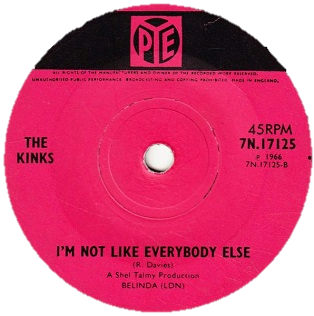 PYE
ALL RIGHTS OF THE MANUFACTURERS AND OWNER OF THE RECORDED WORK RESERVED.
UNAUTHORISED PUBLIC PERFORMANCE, BROADCASTING AND COPYING PROHIBITED. MADE IN ENGLAND.
THE
KINKS
45RPM
7N.17125
P 1966
7N.17125-B
I'M NOT LIKE EVERYBODY ELSE
(R. Davies)
A Shel Talmy Production
BELINDA (LDN)